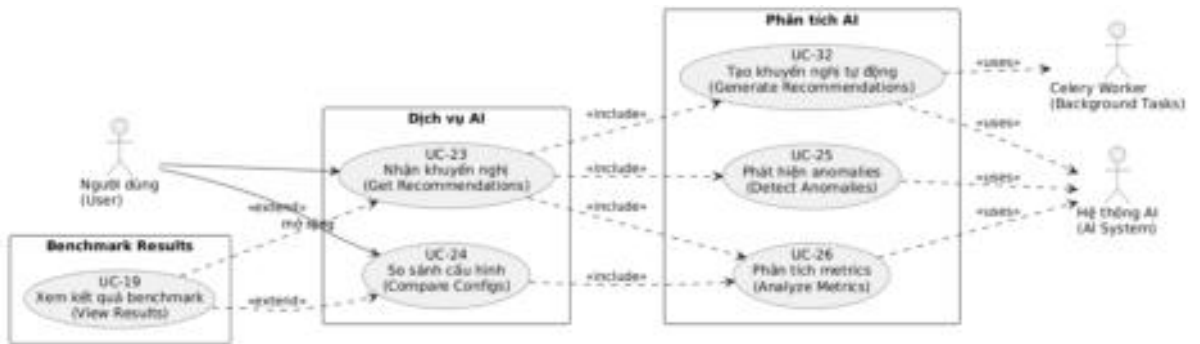 Phân tích AI
UC-32
Tạo khuyến nghị tự động
(Generate Recommendations)
«uses»
Celery Worker
(Background Tasks)
Dịch vụ AI
«include»
«uses»
UC-23
Nhận khuyến nghị
(Get Recommendations)
«include»
UC-25
Phát hiện anomalies
(Detect Anomalies)
«uses»
Người dùng
(User)
«extend»
mở rộng
«include»
«uses»
Hệ thống AI
(AI System)
Benchmark Results
UC-19
Xem kết quả benchmark
(View Results)
«extend»
UC-24
So sánh cấu hình
(Compare Configs)
«include»
UC-26
Phân tích metrics
(Analyze Metrics)